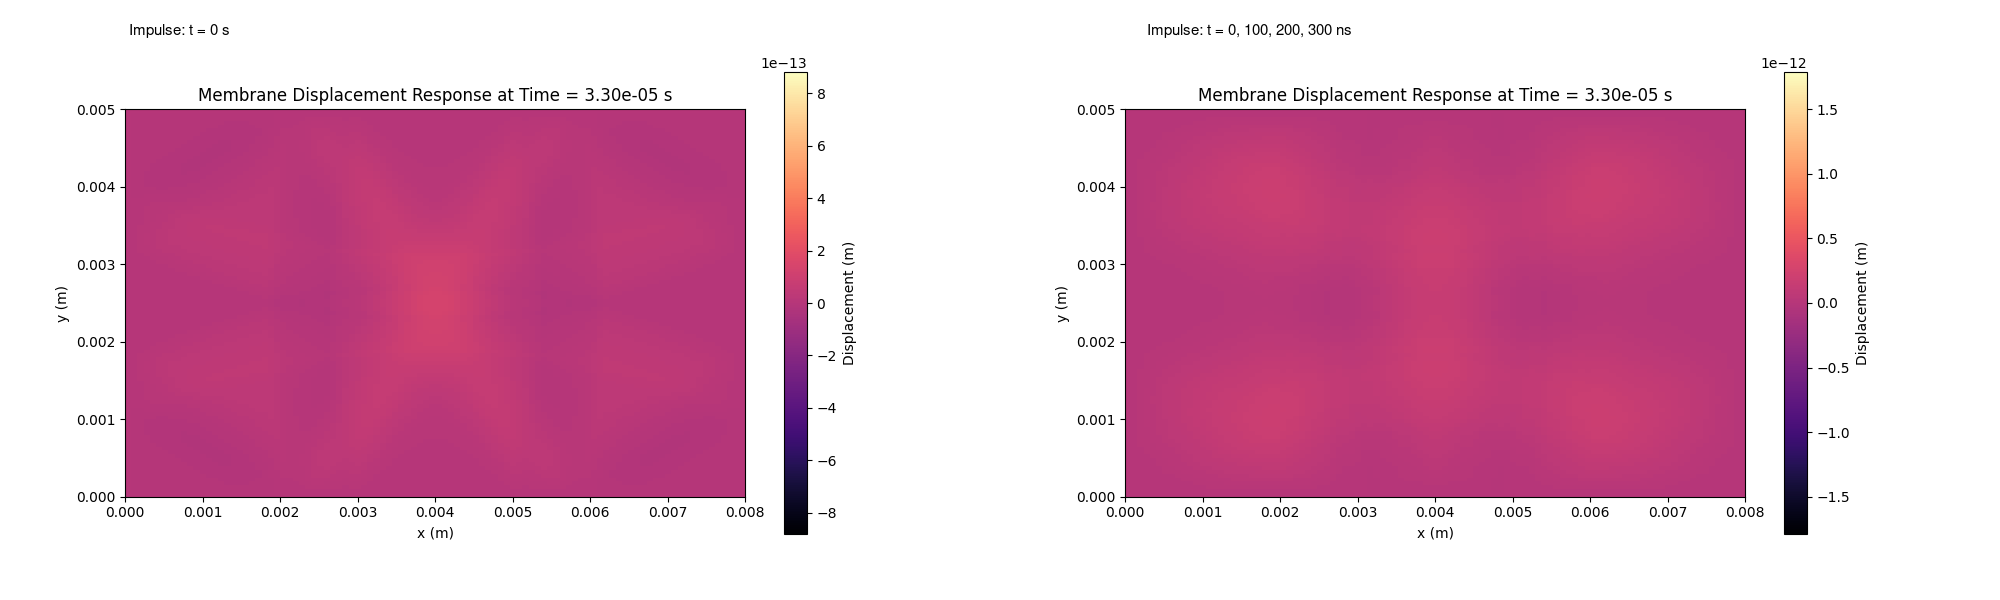 Impulse: t = 0 s
1e−13
Membrane Displacement Response at Time = 3.30e-05 s
0.005
0.004
0.003
0.002
0.001
0.000
y (m)
0.000 0.001 0.002 0.003 0.004 0.005 0.006 0.007 0.008
x (m)
8
6
4
2
0
−2
−4
−6
−8
Displacement (m)
Impulse: t = 0, 100, 200, 300 ns
1e−12
Membrane Displacement Response at Time = 3.30e-05 s
0.005
0.004
0.003
0.002
0.001
0.000
y (m)
0.000 0.001 0.002 0.003 0.004 0.005 0.006 0.007 0.008
x (m)
1.5
1.0
0.5
0.0
−0.5
−1.0
−1.5
Displacement (m)